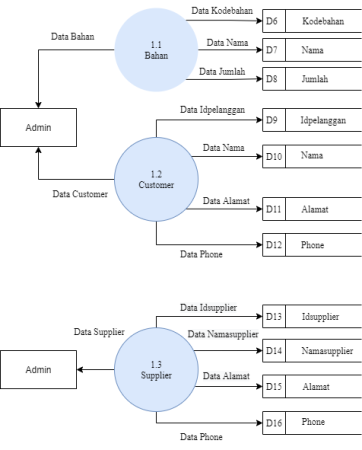 Data Kodebahan
D6 Kodebahan
Data Bahan
1.1
Bahan
Data Nama
D7 Nama
Data Jumlah
D8 Jumlah
Admin
Data Idpelanggan
D9 Idpelanggan
Data Nama
D10 Nama
1.2
Customer
Data Customer
Data Alamat
D11 Alamat
D12 Phone
Data Phone
Data Idsupplier
D13 Idsupplier
Data Supplier
Data Namasupplier
D14 Namasupplier
Admin
1.3
Supplier
Data Alamat
D15 Alamat
D16 Phone
Data Phone